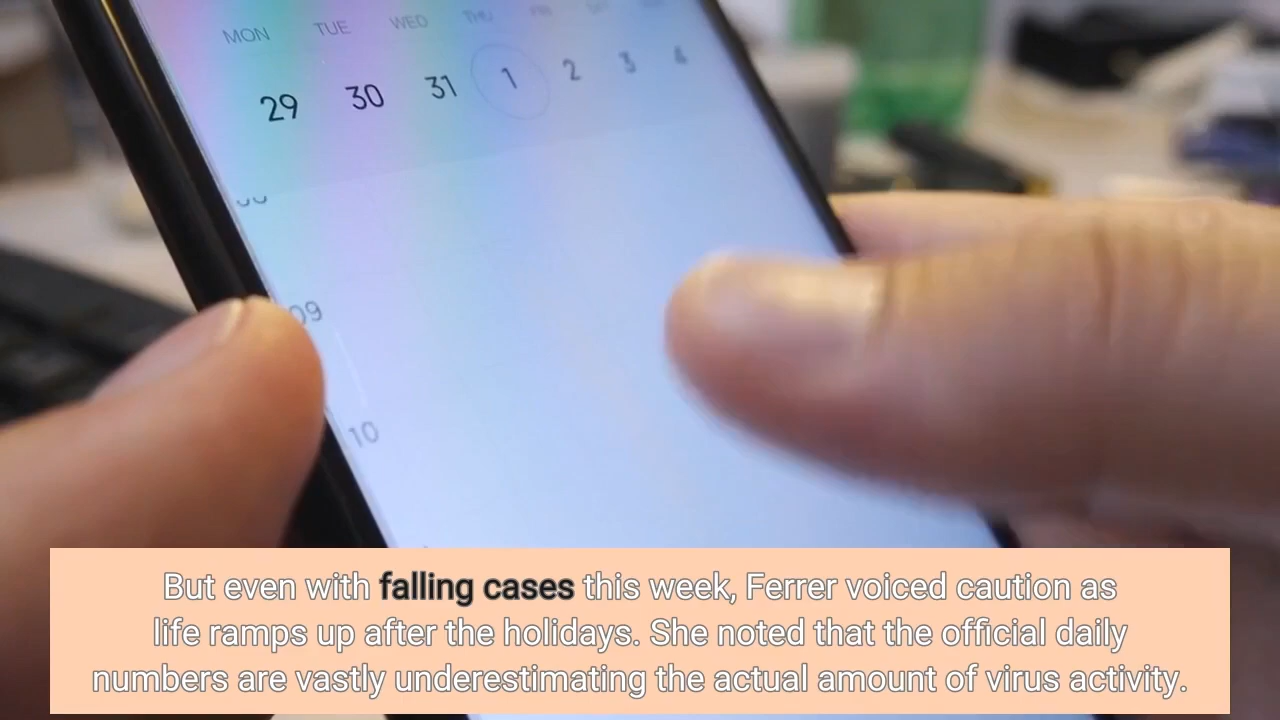 MON TUE WED THU FRI
29 30 31 1 2 3 4
09
10
But even with falling cases this week, Ferrer voiced caution as
life ramps up after the holidays. She noted that the official daily
numbers are vastly underestimating the actual amount of virus activity.